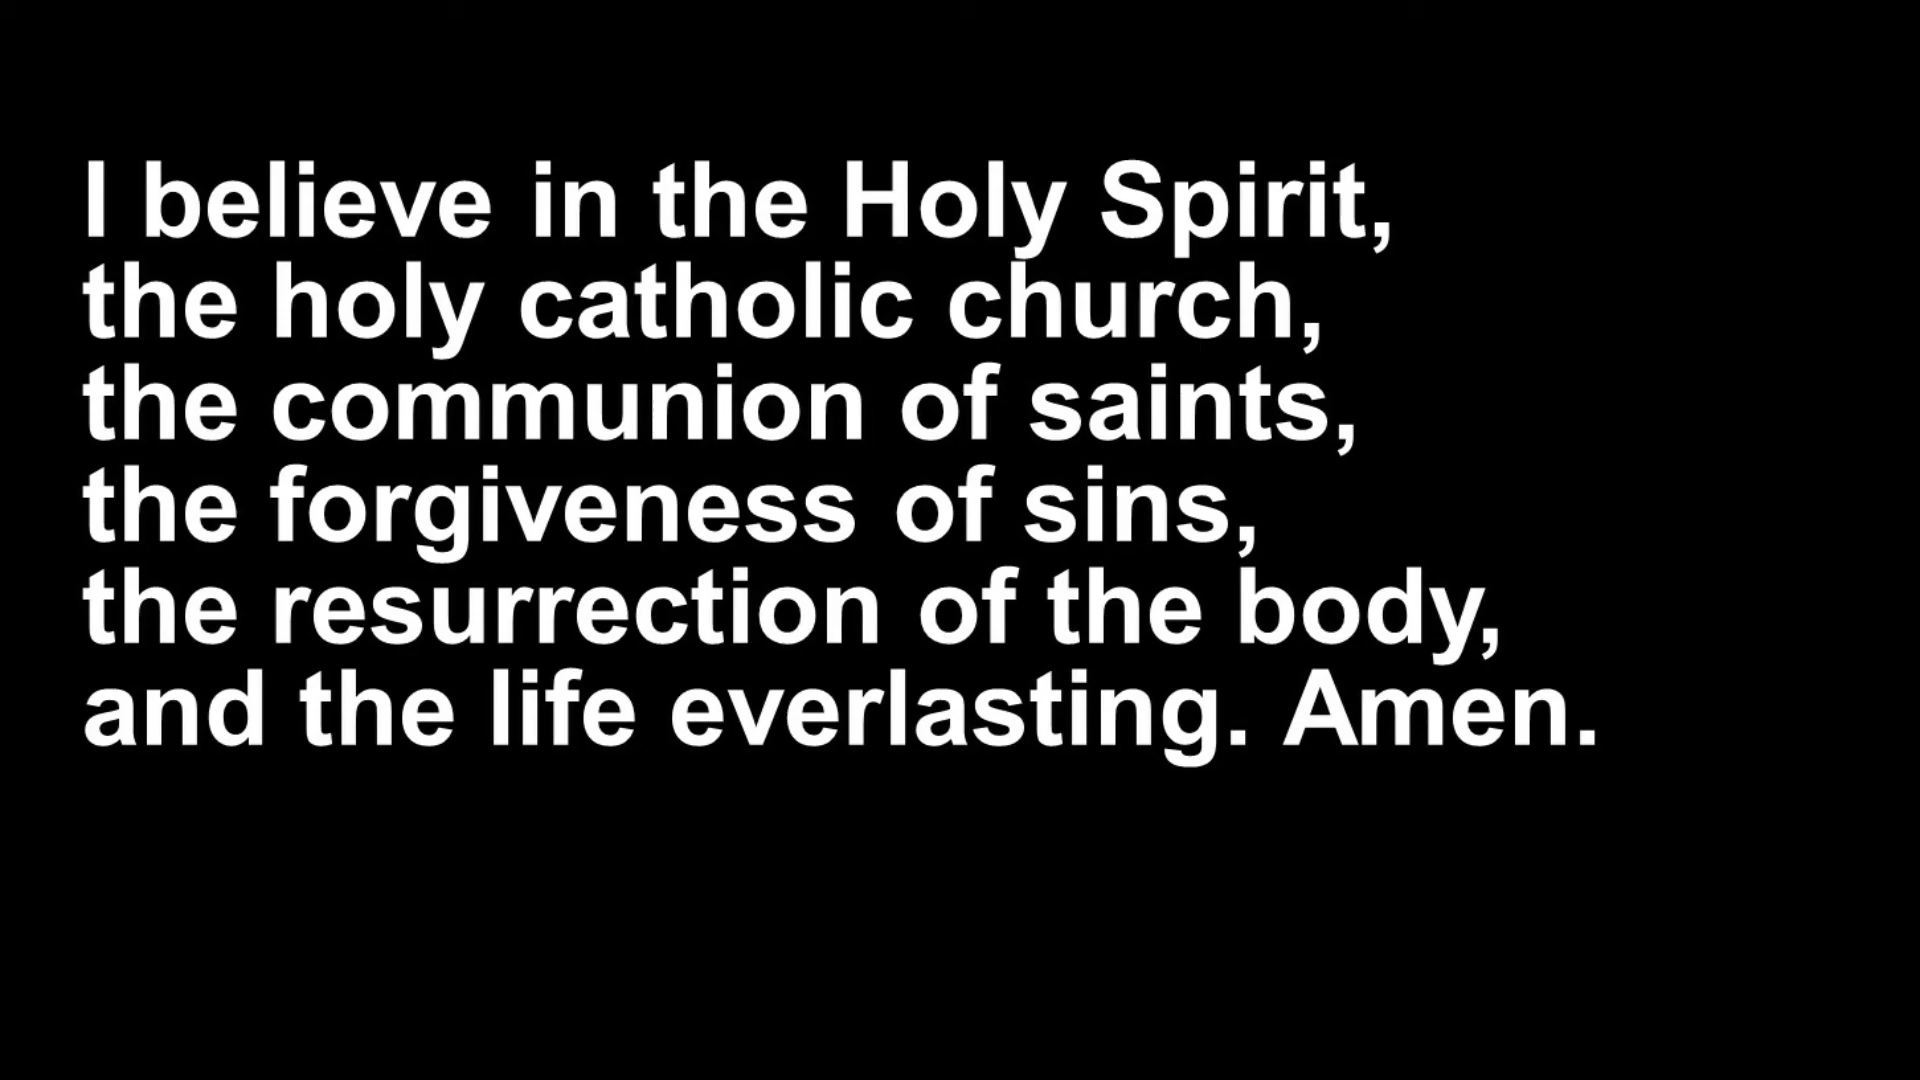 I believe in the Holy Spirit,
the holy catholic church,
the communion of saints,
the forgiveness of sins,
the resurrection of the body,
and the life everlasting. Amen.